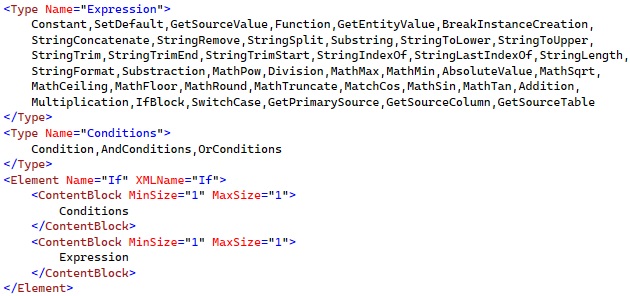 <Type Name="Expression">
    Constant,SetDefault,GetSourceValue,Function,GetEntityValue,BreakInstanceCreation,
    StringConcatenate,StringRemove,StringSplit,Substring,StringToLower,StringToUpper,
    StringTrim,StringTrimEnd,StringTrimStart,StringIndexOf,StringLastIndexOf,StringLength,
    StringFormat,Substraction,MathPow,Division,MathMax,MathMin,AbsoluteValue,MathSqrt,
    MathCeiling,MathFloor,MathRound,MathTruncate,MatchCos,MathSin,MathTan,Addition,
    Multiplication,IfBlock,SwitchCase,GetPrimarySource,GetSourceColumn,GetSourceTable
</Type>
<Type Name="Conditions">
    Condition,AndConditions,OrConditions
</Type>
<Element Name="If" XMLName="If">
    <ContentBlock MinSize="1" MaxSize="1">
        Conditions
    </ContentBlock>
    <ContentBlock MinSize="1" MaxSize="1">
        Expression
    </ContentBlock>
</Element>